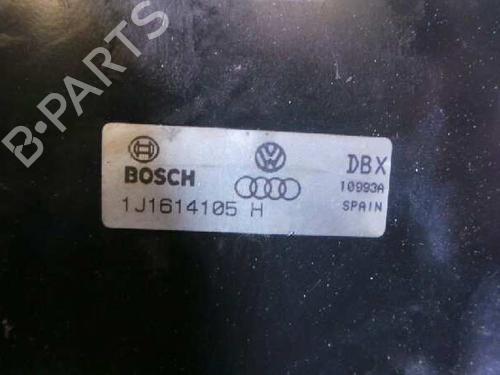 B-PARTS
BOSCH
DBX
10993A
1J1614105 H
SPAIN